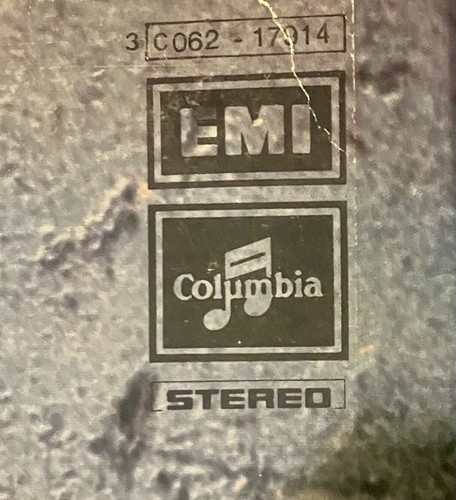 3 C062 - 17914
EMI
Columbia
STEREO